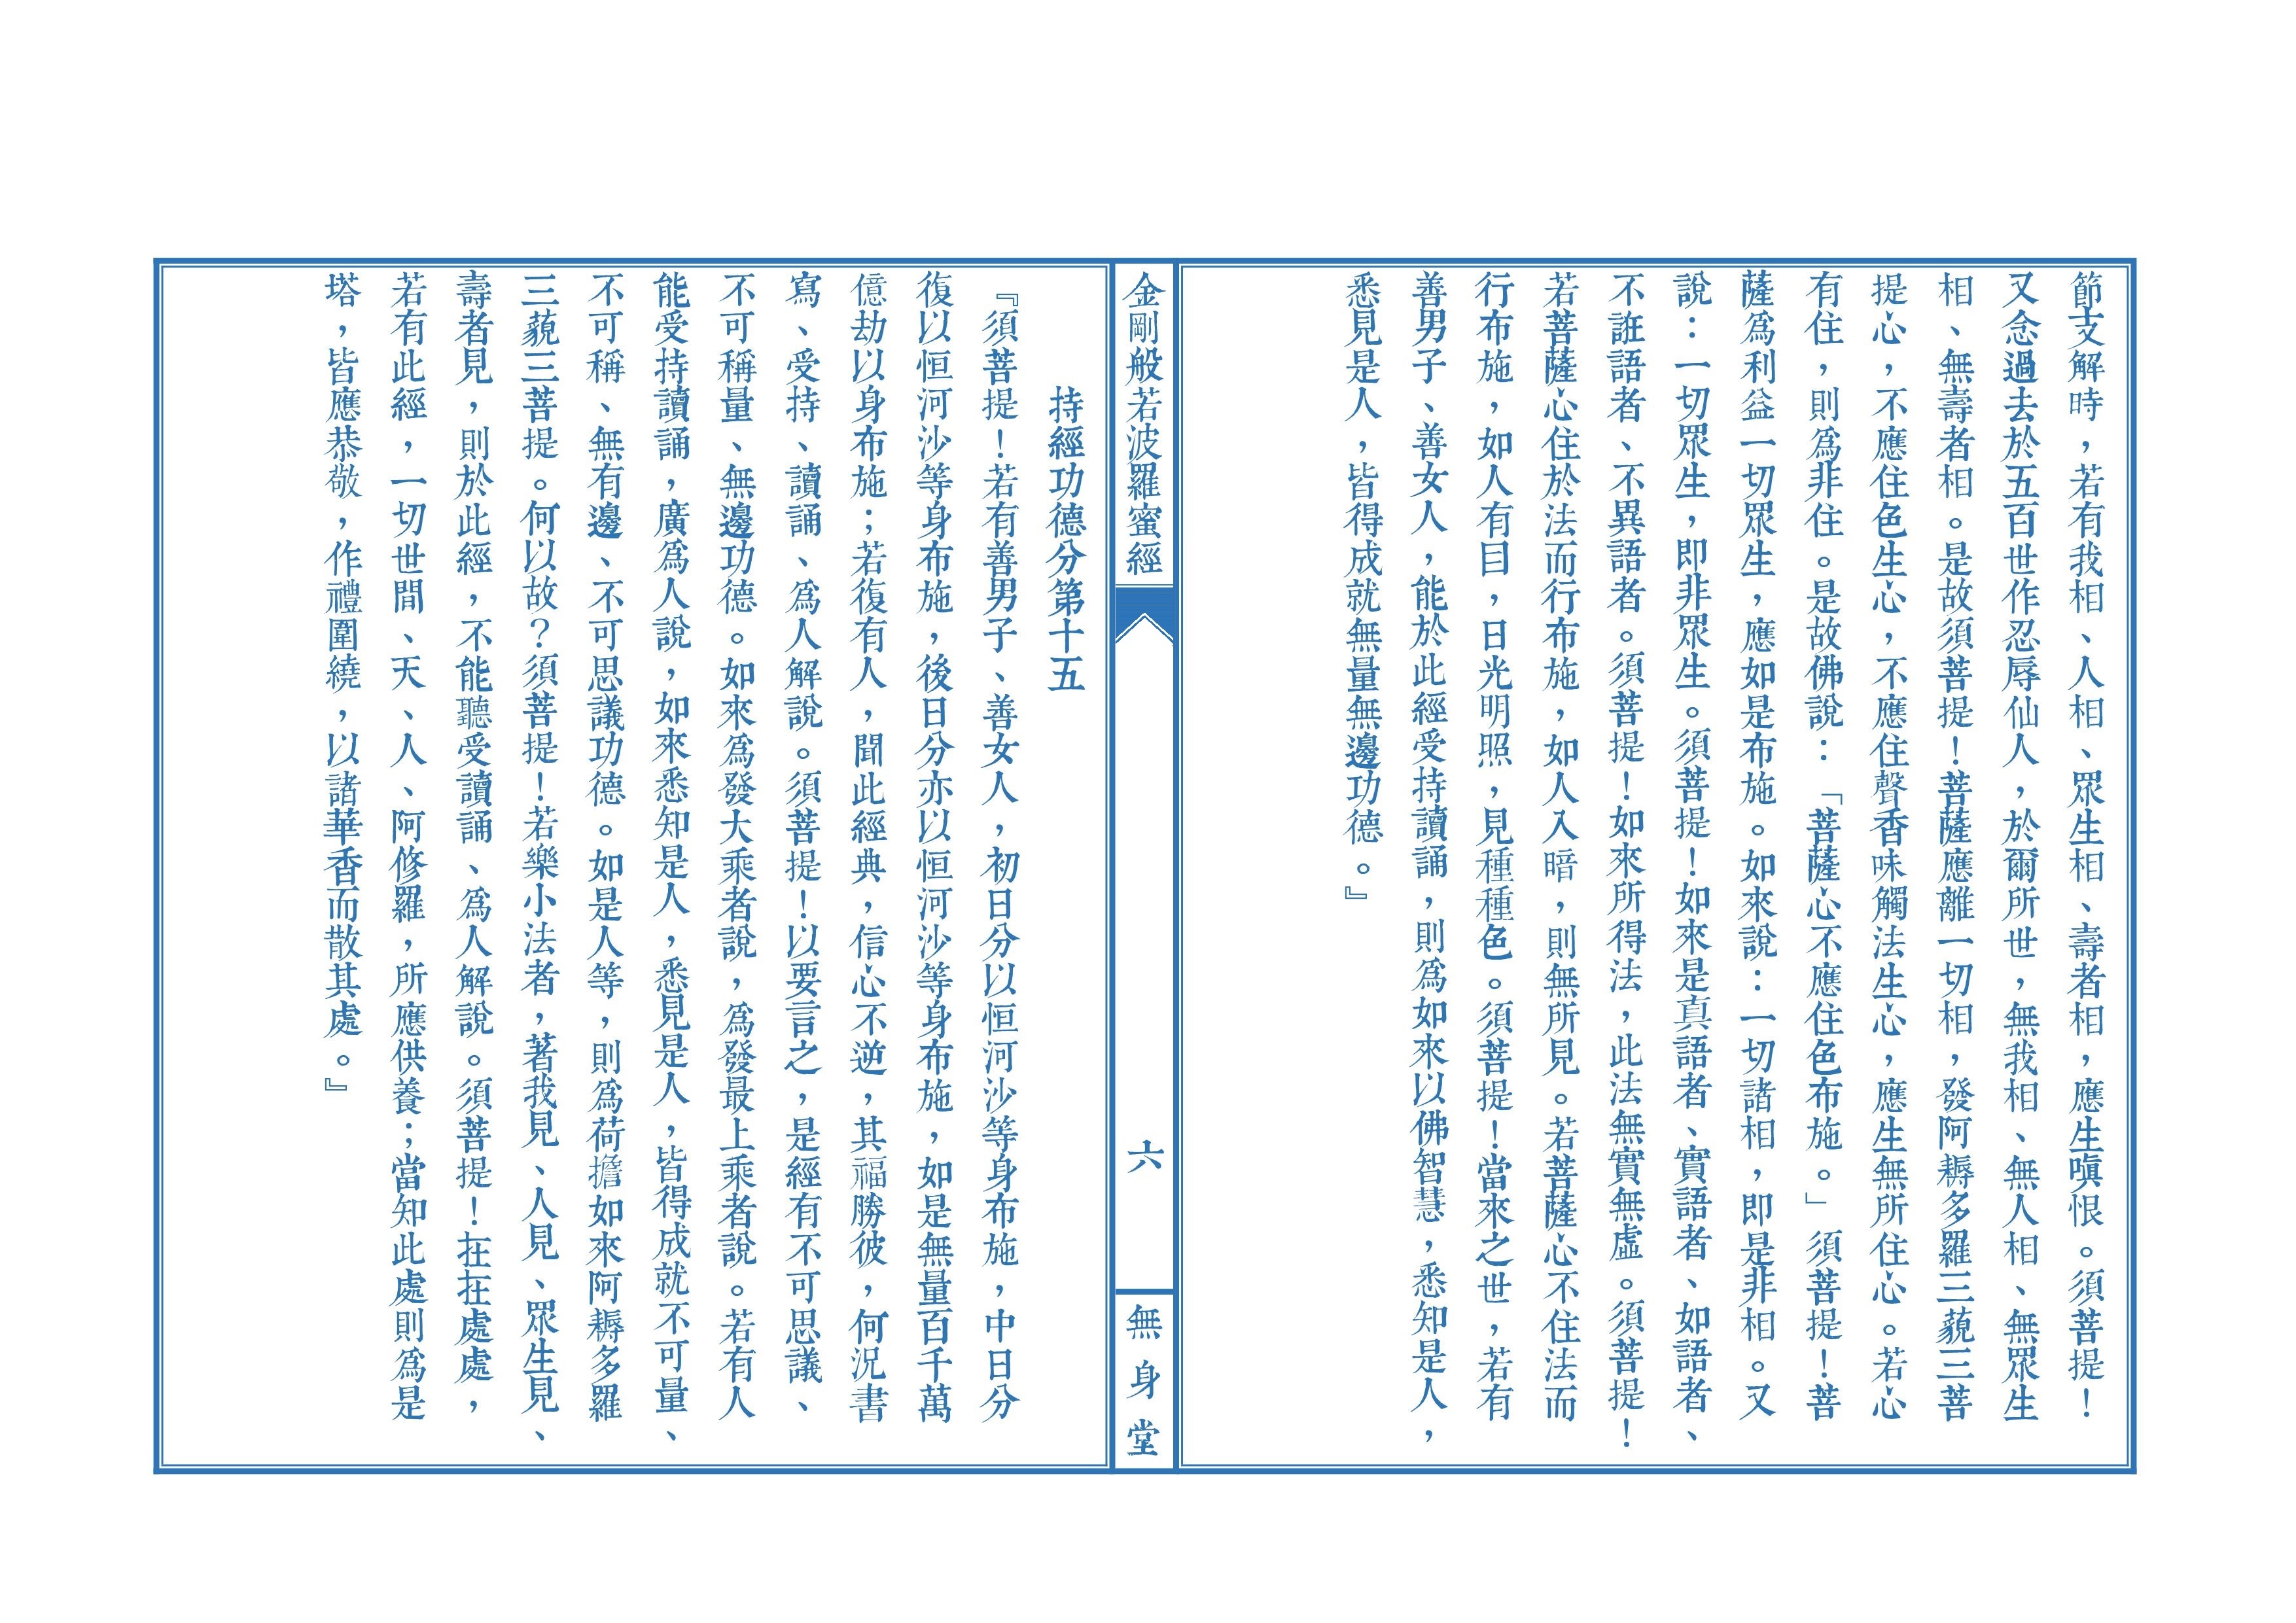 節支解時，若有我相、人相、眾生相、壽者相，應生嗔恨。須菩提！
又念過去於五百世作忍辱仙人，於爾所世，無我相、無人相、無眾生
相、無壽者相。是故須菩提！菩薩應離一切相，發阿耨多羅三藐三菩
提心，不應住色生心，不應住聲香味觸法生心，應生無所住心。若心
有住，則為非住。是故佛說：「菩薩心不應住色布施。」須菩提！菩
薩為利益一切眾生，應如是布施。如來說：一切諸相，即是非相。又
說：一切眾生，即非眾生。須菩提！如來是真語者、實語者、如語者、
不誑語者、不異語者。須菩提！如來所得法，此法無實無虛。須菩提！
若菩薩心住於法而行布施，如人入暗，則無所見。若菩薩心不住法而
行布施，如人有目，日光明照，見種種色。須菩提！當來之世，若有
善男子、善女人，能於此經受持讀誦，則為如來以佛智慧，悉知是人，
悉見是人，皆得成就無量無邊功德。』
金剛般若波羅蜜經
六
無身堂
持經功德分第十五
『須菩提！若有善男子、善女人，初日分以恒河沙等身布施，中日分
復以恒河沙等身布施，後日分亦以恒河沙等身布施，如是無量百千萬
億劫以身布施；若復有人，聞此經典，信心不逆，其福勝彼，何況書
寫、受持、讀誦、為人解說。須菩提！以要言之，是經有不可思議、
不可稱量、無邊功德。如來為發大乘者說，為發最上乘者說。若有人
能受持讀誦，廣為人說，如來悉知是人，悉見是人，皆得成就不可量、
不可稱、無有邊、不可思議功德。如是人等，則為荷擔如來阿耨多羅
三藐三菩提。何以故？須菩提！若樂小法者，著我見、人見、眾生見、
壽者見，則於此經，不能聽受讀誦、為人解說。須菩提！在在處處，
若有此經，一切世間、天、人、阿修羅，所應供養；當知此處則為是
塔，皆應恭敬，作禮圍繞，以諸華香而散其處。』